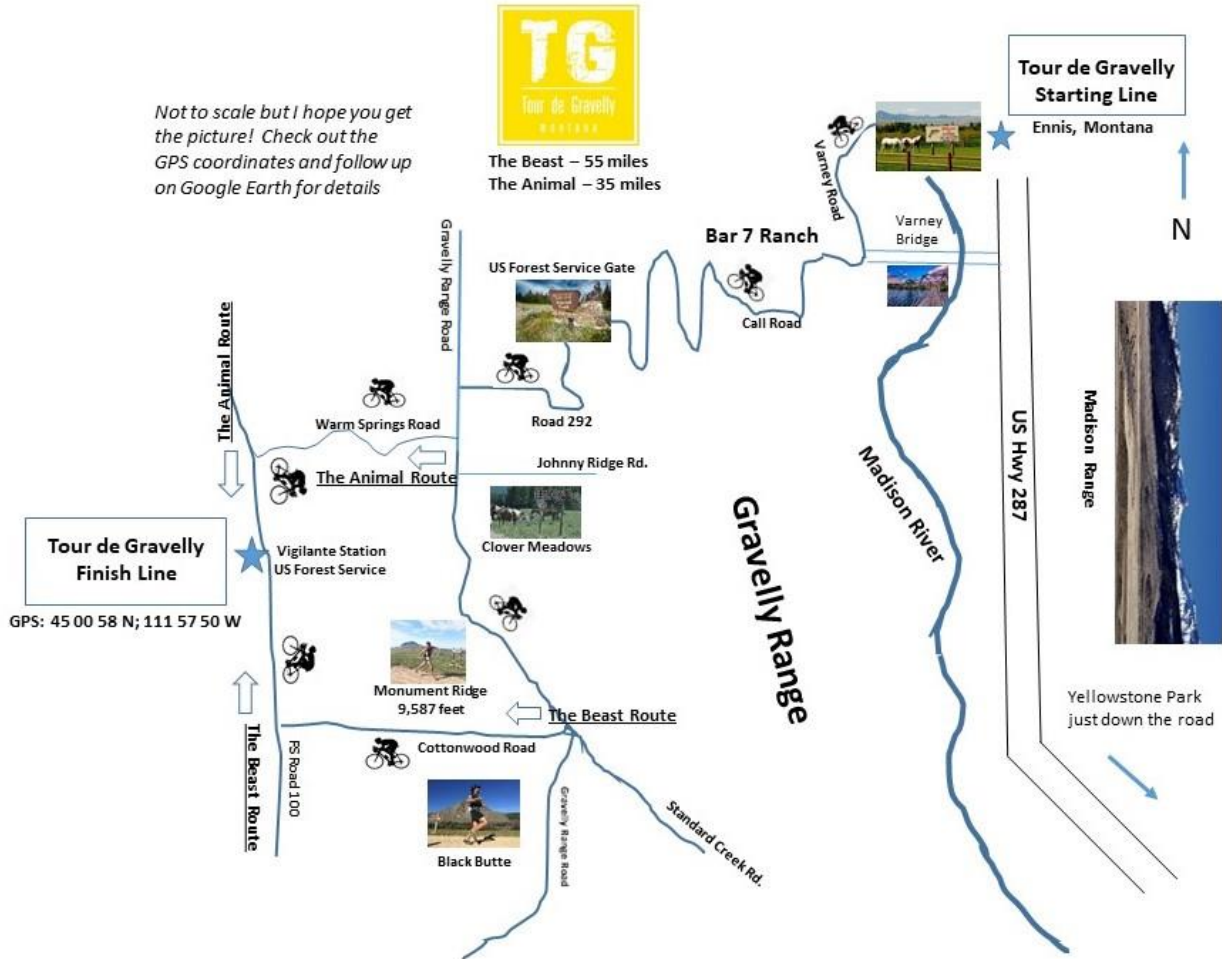 TG
Tour de Gravelly
montana
Not to scale but I hope you get
the picture! Check out the
GPS coordinates and follow up
on Google Earth for details
The Beast – 55 miles
The Animal – 35 miles
Tour de Gravelly
Starting Line
Ennis, Montana
N
Varney Road
Varney
Bridge
Bar 7 Ranch
Call Road
US Forest Service Gate
Gravelly Range Road
Road 292
The Animal Route
Warm Springs Road
The Animal Route
Johnny Ridge Rd.
Clover Meadows
Gravelly Range
Madison River
US Hwy 287
Madison Range
Tour de Gravelly
Finish Line
Vigilante Station
US Forest Service
GPS: 45 00 58 N; 111 57 50 W
Monument Ridge
9,587 feet
The Beast Route
Yellowstone Park
just down the road
The Beast Route
FS Road 100
Cottonwood Road
Black Butte
Gravelly Range Road
Standard Creek Rd.